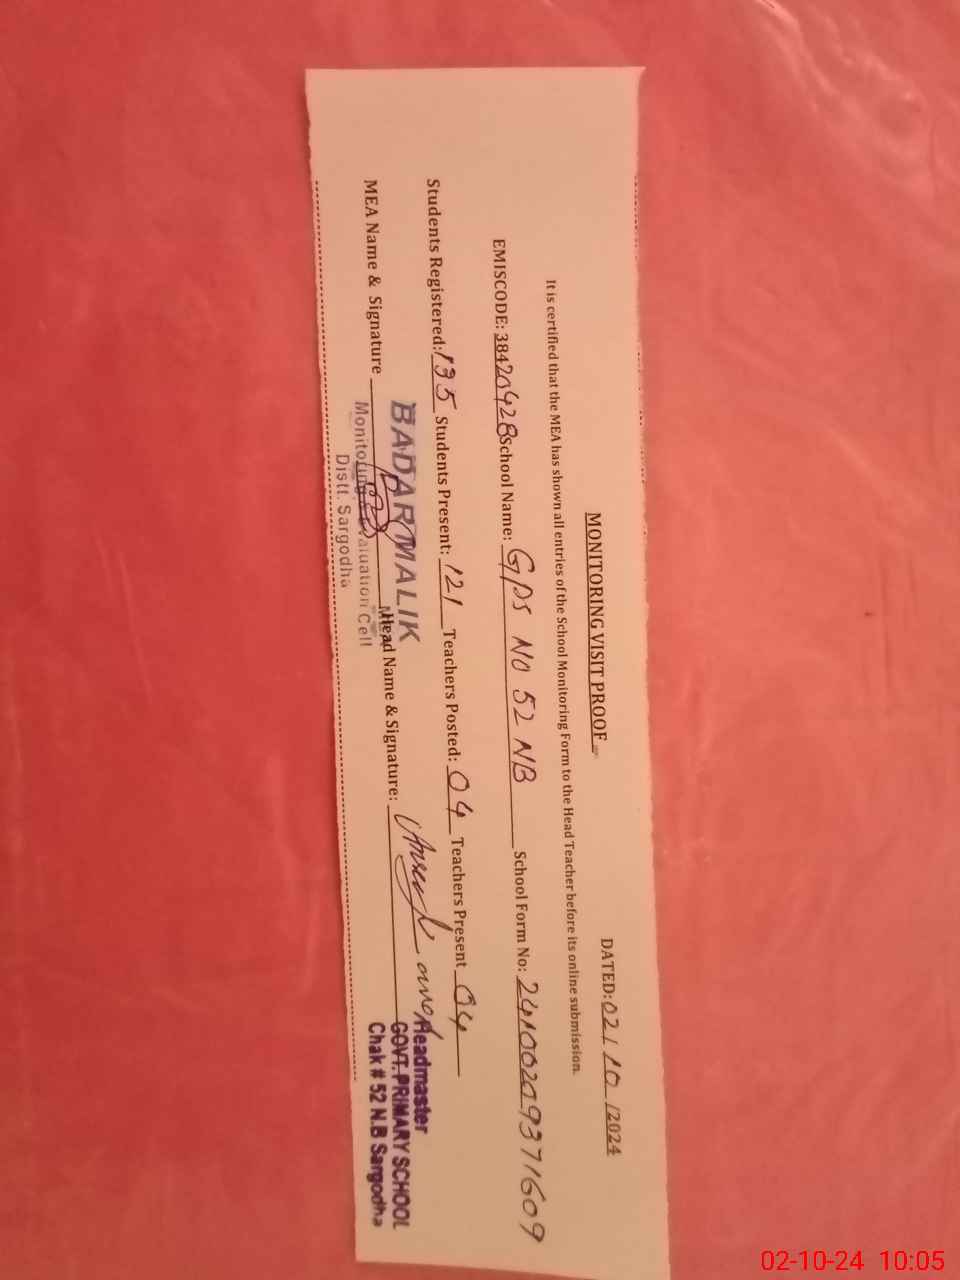 MONITORING VISIT PROOF
DATED: 02/10/2024
It is certified that the MEA has shown all entries of the School Monitoring Form to the Head Teacher before its online submission.
EMISCODE: 38420428 School Name: GPS NO 52 NB School Form No: 24100209371609
Students Registered: 135 Students Present: 121 Teachers Posted: 04 Teachers Present 04
MEA Name & Signature Head Name & Signature:
BADAR MALIK
MEA
Monitoring Evaluation Cell
Distt. Sargodha
Headmaster
GOVT. PRIMARY SCHOOL
Chak # 52 N.B Sargodha
02-10-24 10:05